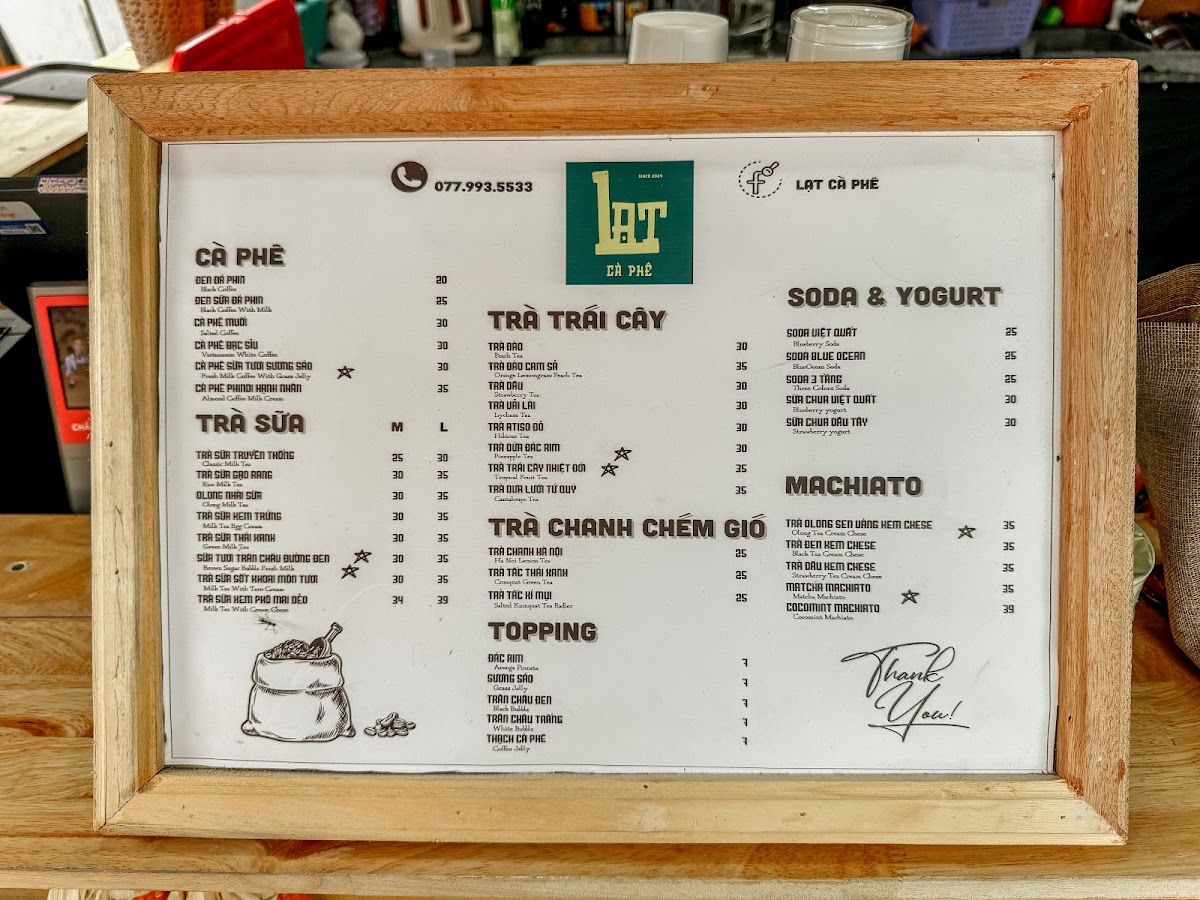 077.993.5533
SINCE 2024
LẠT
CÀ PHÊ
f
LẠT CÀ PHÊ
CÀ PHÊ
ĐEN ĐÁ PHIN 20
Black Coffee
ĐEN SỮA ĐÁ PHIN 25
Black Coffee With Milk
CÀ PHÊ MUỐI 30
Salted Coffee
CÀ PHÊ BẠC SỈU 30
Vietnamese White Coffee
CÀ PHÊ SỮA TƯƠI SƯƠNG SÁO 30
Fresh Milk Coffee With Grass Jelly
CÀ PHÊ PHINDI HẠNH NHÂN 35
Almond Coffee Milk Cream
TRÀ SỮA M L
TRÀ SỮA TRUYỀN THỐNG 25 30
Classic Milk Tea
TRÀ SỮA GẠO RANG 30 35
Rice Milk Tea
OLONG NHÀI SỮA 30 35
Olong Milk Tea
TRÀ SỮA KEM TRỨNG 30 35
Milk Tea Egg Cream
TRÀ SỮA THÁI XANH 30 35
Green Milk Tea
SỮA TƯƠI TRÂN CHÂU ĐƯỜNG ĐEN 30 35
Brown Sugar Bubble Fresh Milk
TRÀ SỮA SỐT KHOAI MÔN TƯƠI 30 35
Milk Tea With Taro Cream
TRÀ SỮA KEM PHÔ MAI DẺO 34 39
Milk Tea With Cream Chese
TRÀ TRÁI CÂY
TRÀ ĐÀO 30
Peach Tea
TRÀ ĐÀO CAM SẢ 35
Orange Lemongrass Peach Tea
TRÀ DÂU 30
Strawberry Tea
TRÀ VẢI LÀI 30
Lychees Tea
TRÀ ATISO ĐỎ 30
Hibicus Tea
TRÀ DỨA ĐÁC RIM 30
Pineapple Tea
TRÀ TRÁI CÂY NHIỆT ĐỚI 35
Tropical Fruit Tea
TRÀ DƯA LƯỚI TỨ QUÝ 35
Cantaloupe Tea
TRÀ CHANH CHÉM GIÓ
TRÀ CHANH HÀ NỘI 25
Ha Noi Lemon Tea
TRÀ TẮC THÁI XANH 25
Comquat Green Tea
TRÀ TẮC XÍ MỤI 25
Salted Kumquat Tea Radler
TOPPING
ĐÁC RIM 7
Arenga Pinnata
SƯƠNG SÁO 7
Grass Jelly
TRÂN CHÂU ĐEN 7
Black Bubble
TRÂN CHÂU TRẮNG 7
White Bubble
THẠCH CÀ PHÊ 7
Coffee Jelly
SODA & YOGURT
SODA VIỆT QUẤT 25
Blueberry Soda
SODA BLUE OCEAN 25
BlueOcean Soda
SODA 3 TẦNG 25
Three Colors Soda
SỮA CHUA VIỆT QUẤT 30
Blueberry yogurt
SỮA CHUA DÂU TÂY 30
Strawberry yogurt
MACHIATO
TRÀ OLONG SEN VÀNG KEM CHESE 35
Olong Tea Cream Chese
TRÀ ĐEN KEM CHESE 35
Black Tea Cream Chese
TRÀ DÂU KEM CHESE 35
Strawberry Tea Cream Chese
MATCHA MACHIATO 35
Matcha Machiato
COCOMINT MACHIATO 39
Cocomint Machiato
Thank
You!